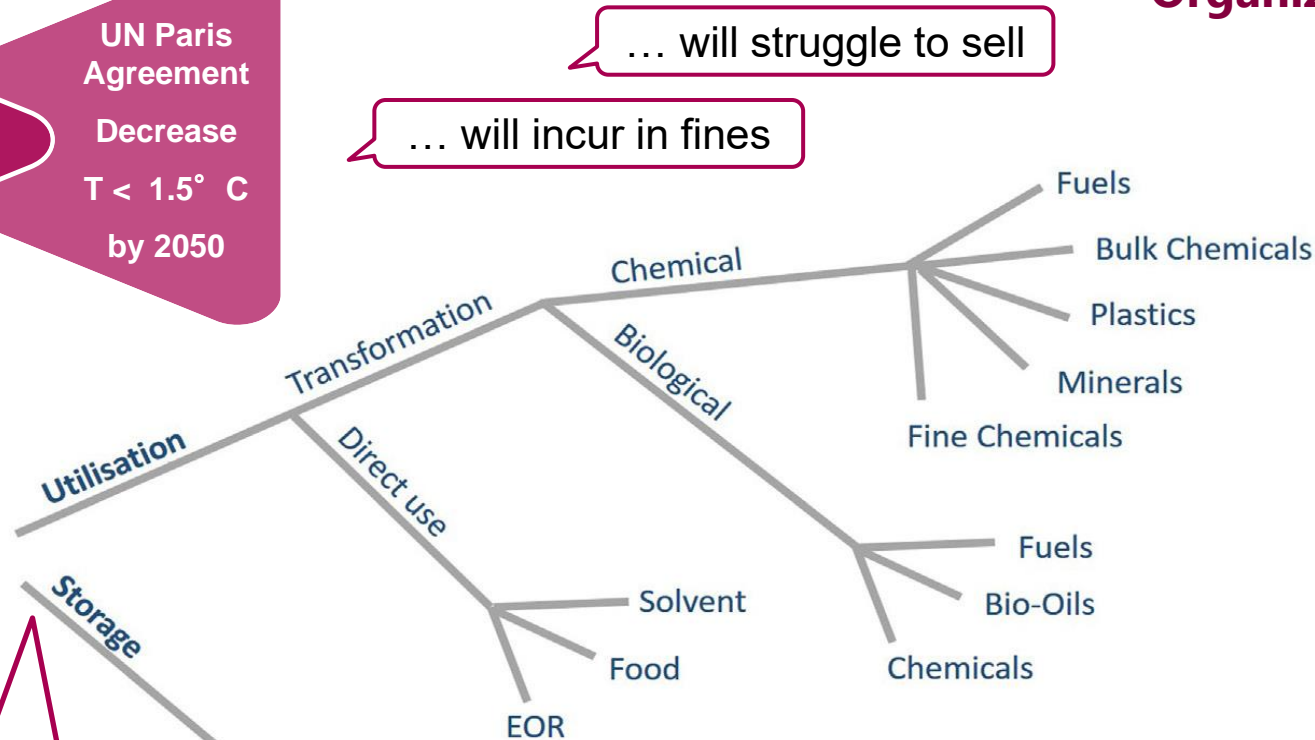 Organiz
UN Paris
Agreement
Decrease
T < 1.5° C
by 2050
… will struggle to sell
… will incur in fines
Fuels
Bulk Chemicals
Plastics
Minerals
Fine Chemicals
Chemical
Transformation
Biological
Utilisation
Direct use
Fuels
Bio-Oils
Chemicals
Solvent
Food
EOR
Storage